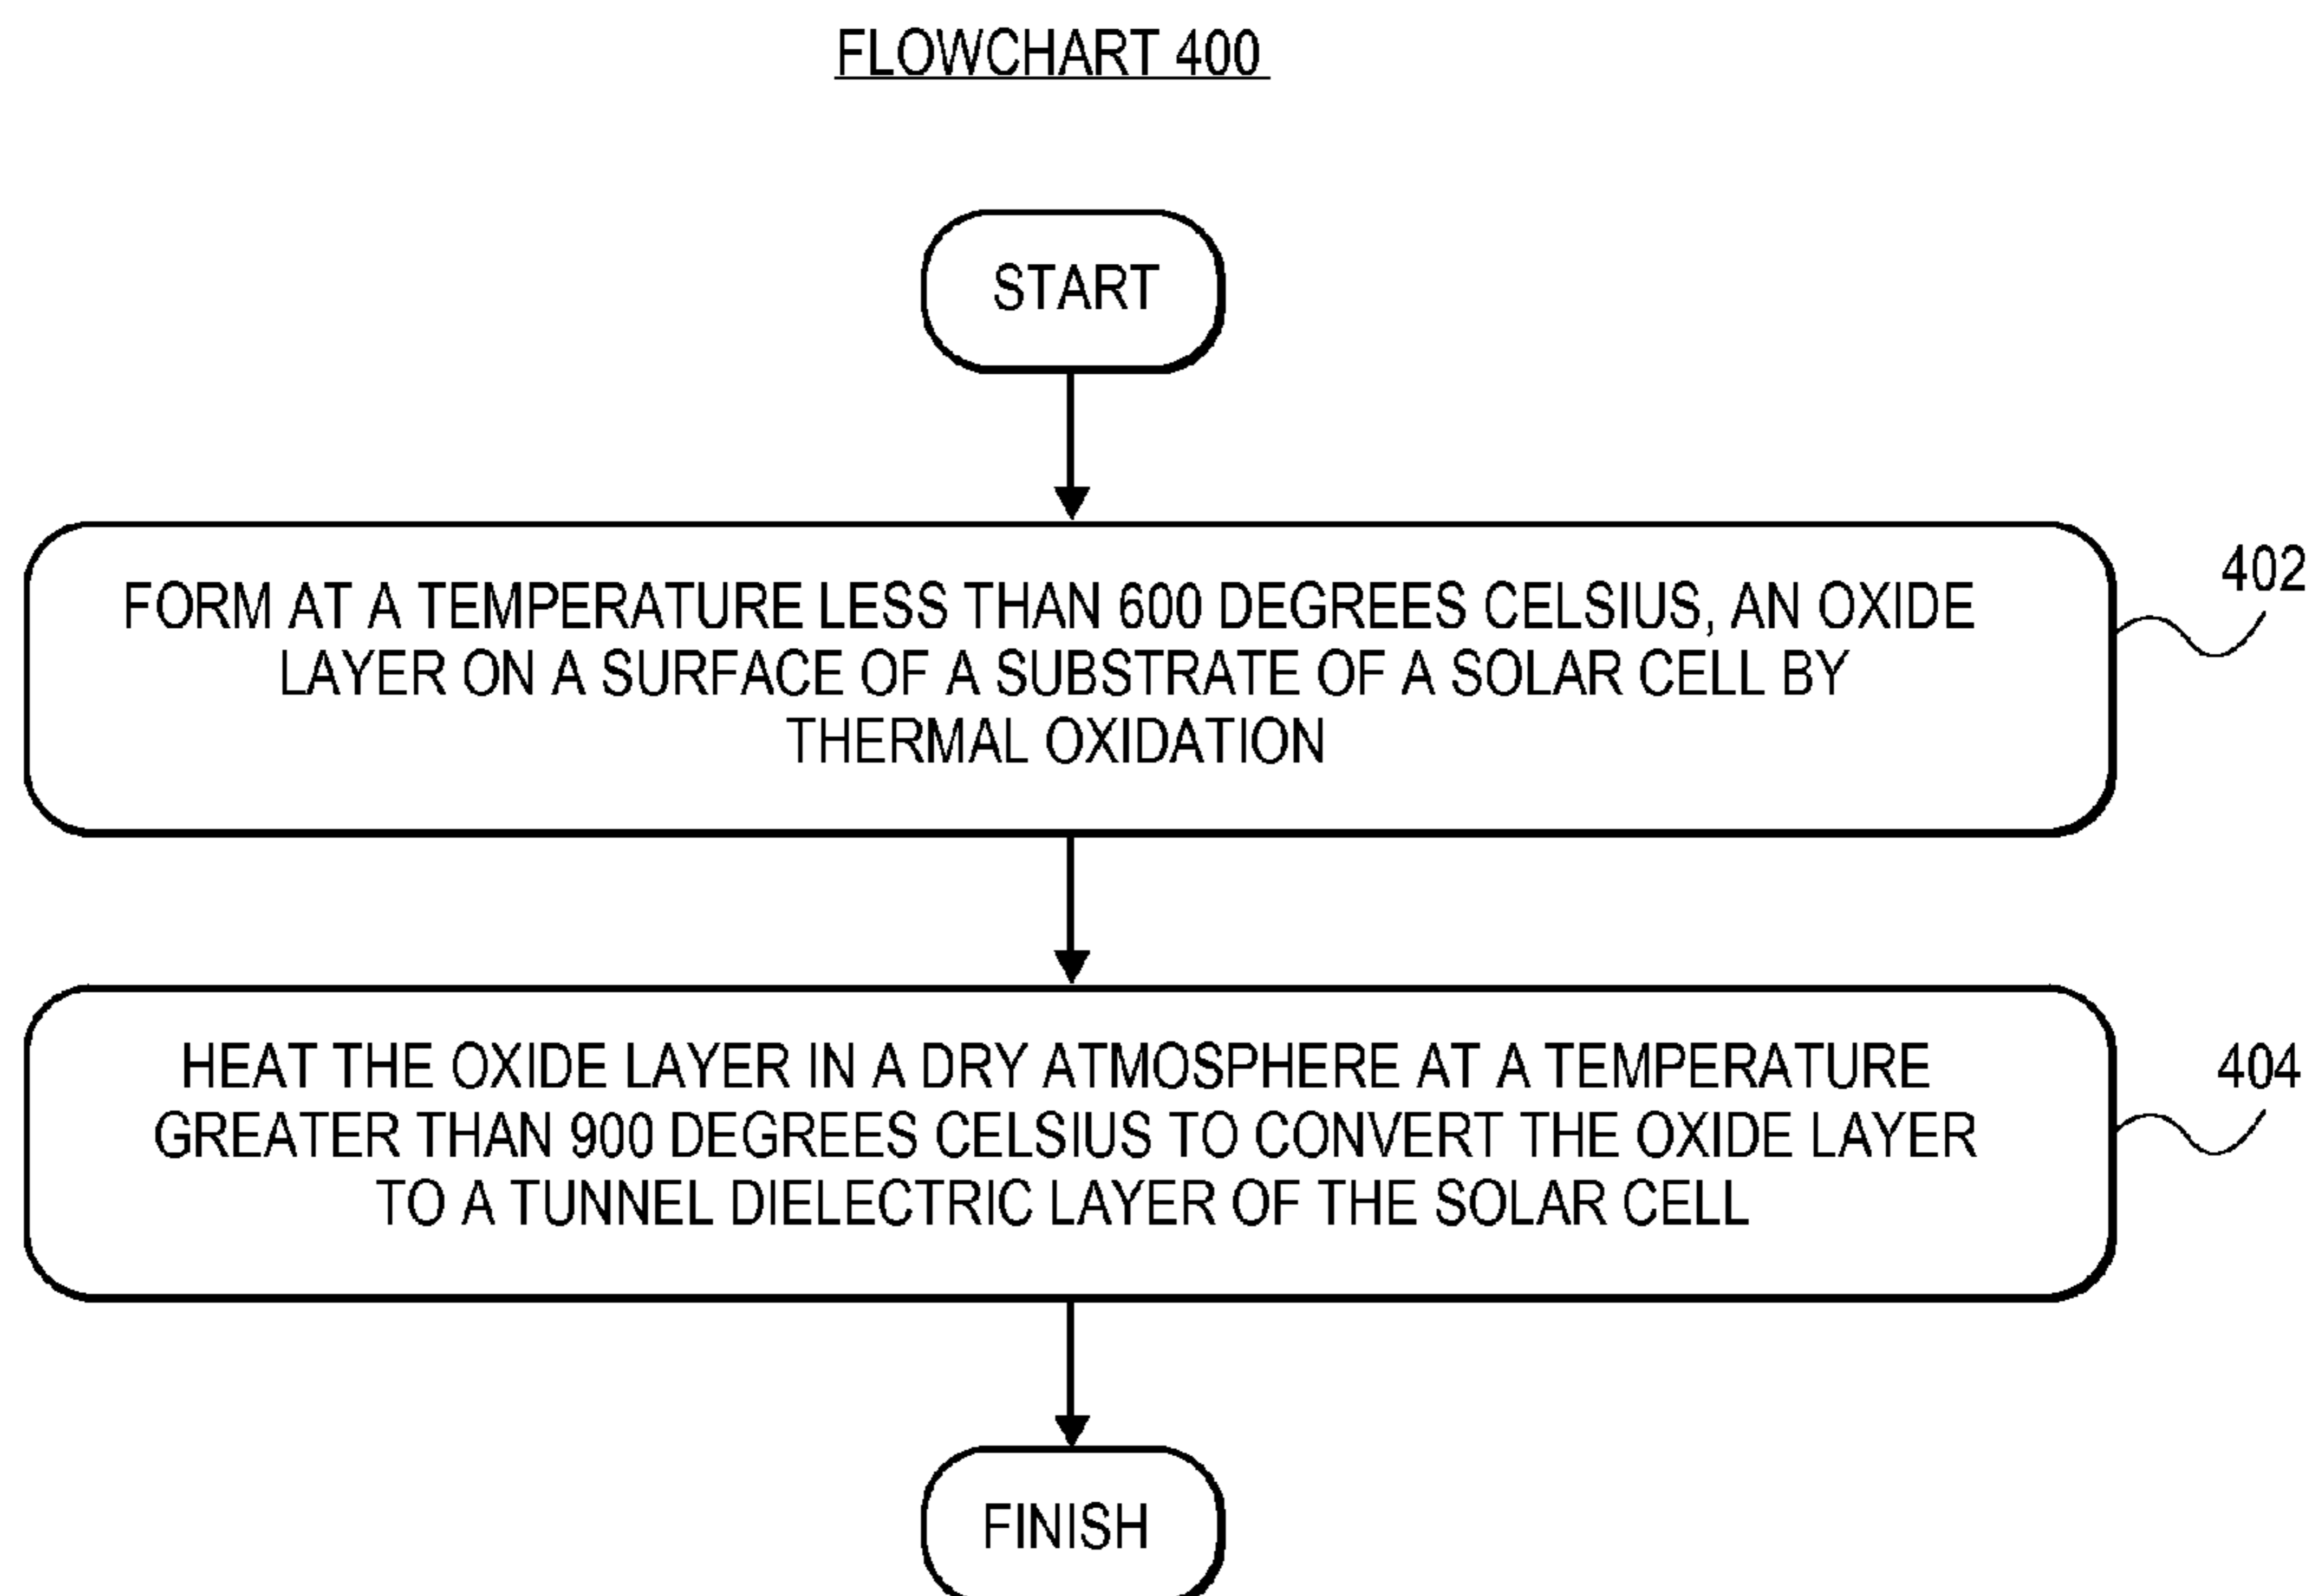 FLOWCHART 400
START
FORM AT A TEMPERATURE LESS THAN 600 DEGREES CELSIUS, AN OXIDE
LAYER ON A SURFACE OF A SUBSTRATE OF A SOLAR CELL BY
THERMAL OXIDATION
402
HEAT THE OXIDE LAYER IN A DRY ATMOSPHERE AT A TEMPERATURE
GREATER THAN 900 DEGREES CELSIUS TO CONVERT THE OXIDE LAYER
TO A TUNNEL DIELECTRIC LAYER OF THE SOLAR CELL
404
FINISH